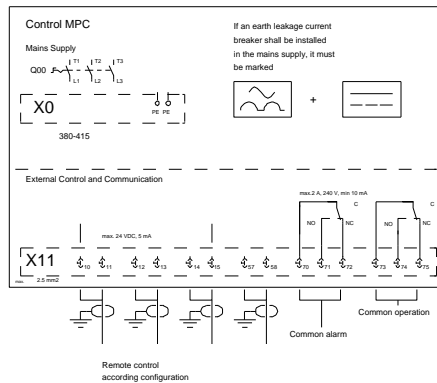 Control MPC
If an earth leakage current
breaker shall be installed
in the mains supply, it must
be marked
Mains Supply
T1 T2 T3
Q00
L1 L2 L3
+
X0
PE PE
380-415
External Control and Communication
max.2 A, 240 V, min 10 mA
C C
NO NC NO NC
max. 24 VDC, 5 mA
X11
10 11 12 13 14 15 57 58 70 71 72 73 74 75
max. 2.5 mm2
Common operation
Common alarm
Remote control
according configuration